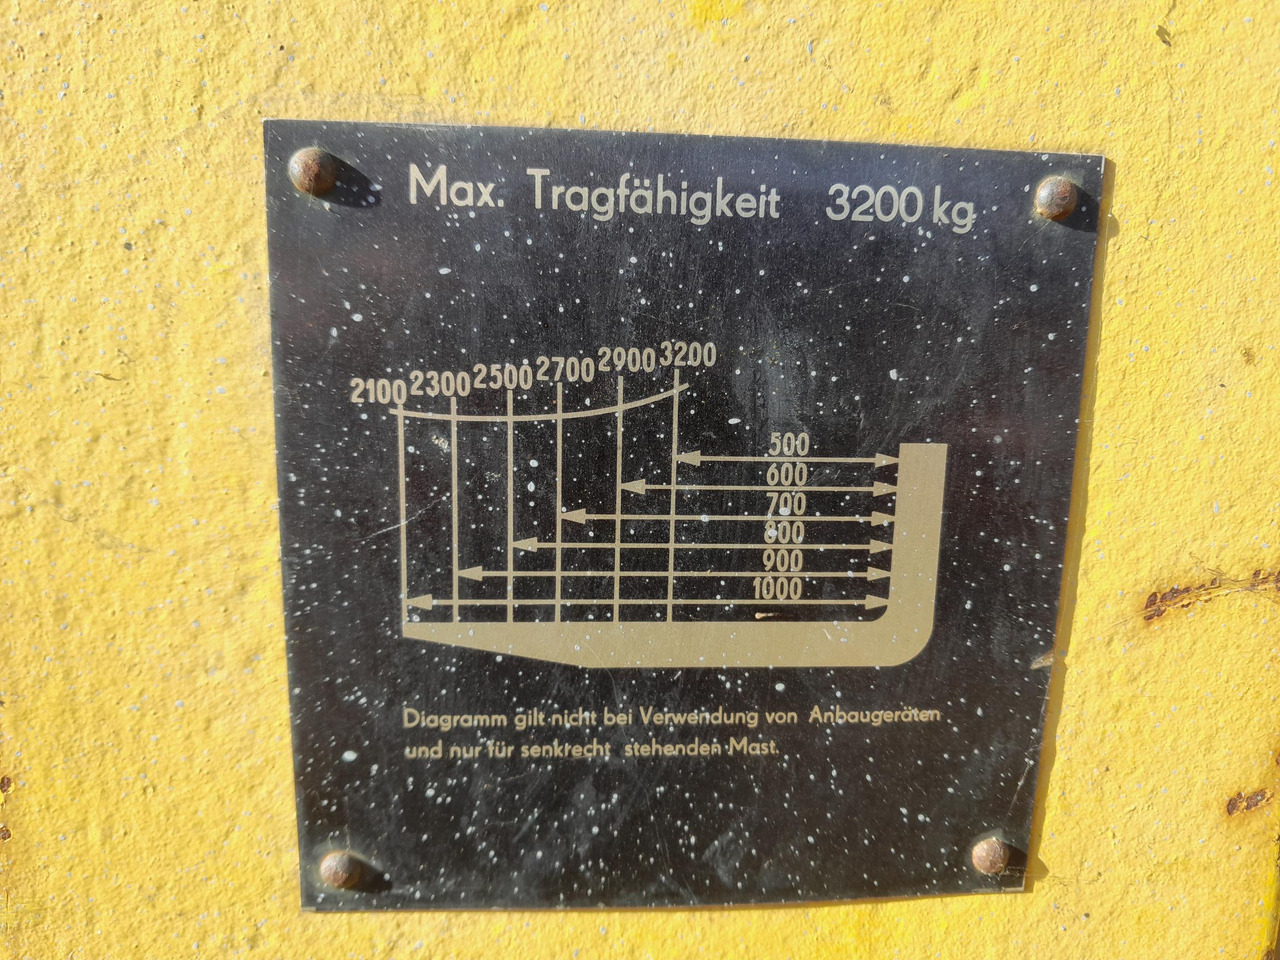 Max. Tragfähigkeit 3200 kg
2100 2300 2500 2700 2900 3200
500
600
700
800
900
1000
Diagramm gilt nicht bei Verwendung von Anbaugeräten
und nur für senkrecht stehenden Mast.